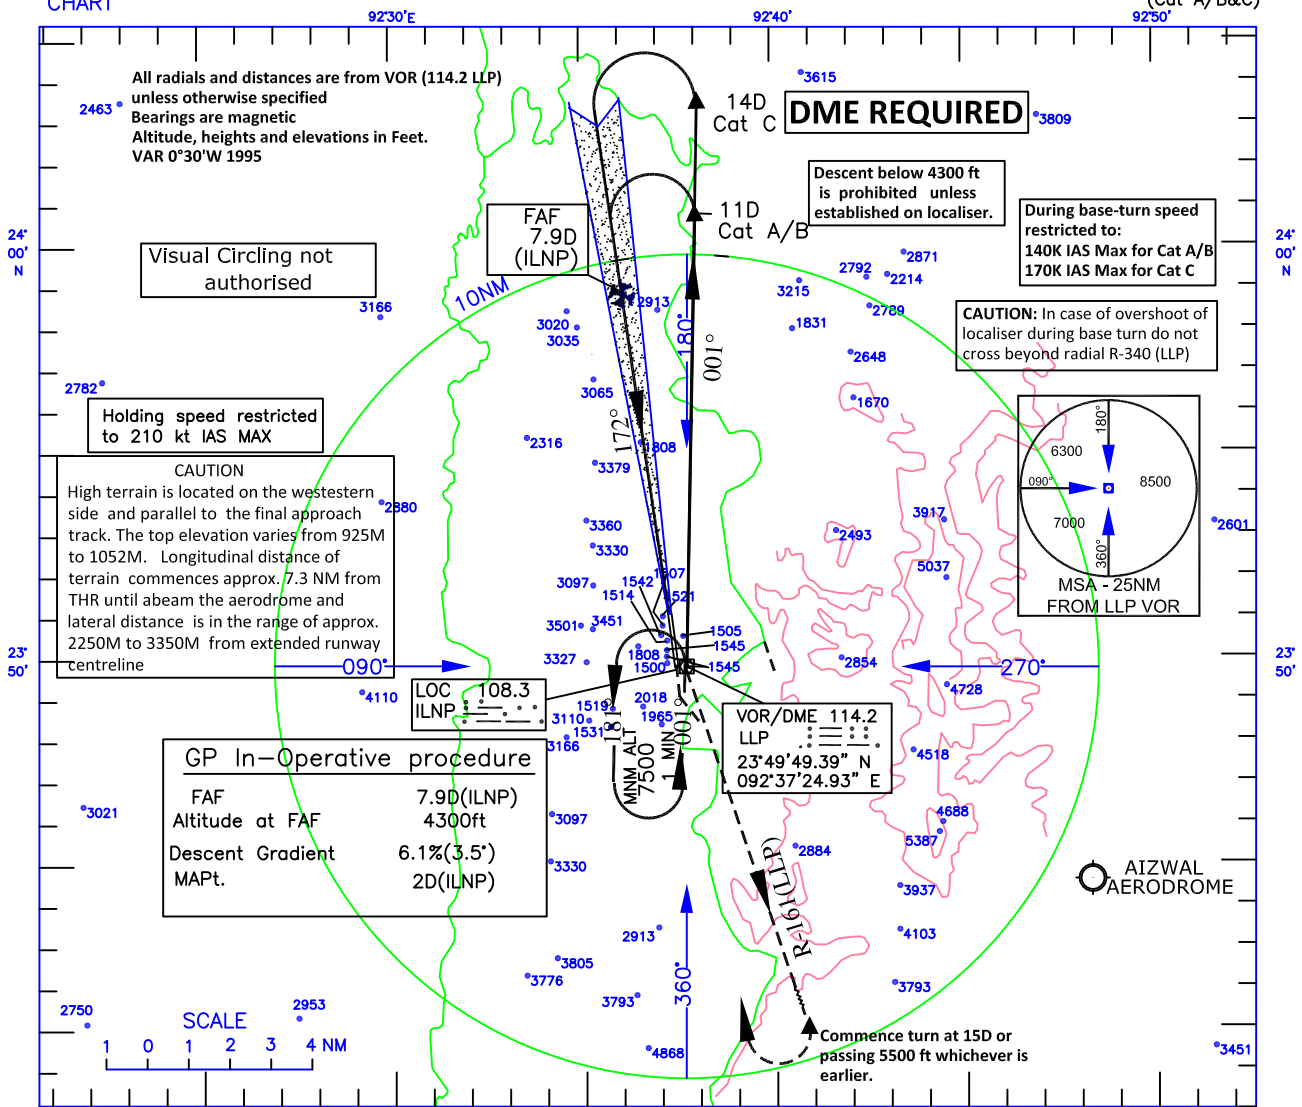 CHART
(Cat A/B&C)
92°30'E
92°40'
92°50'
All radials and distances are from VOR (114.2 LLP)
unless otherwise specified
Bearings are magnetic
Altitude, heights and elevations in Feet.
VAR 0°30'W 1995
2463
3615
14D
Cat C
DME REQUIRED
3809
Descent below 4300 ft
is prohibited unless
established on localiser.
11D
Cat A/B
During base-turn speed
restricted to:
140K IAS Max for Cat A/B
170K IAS Max for Cat C
FAF
7.9D
(ILNP)
24°
00'
N
24°
00'
N
Visual Circling not
authorised
10NM
2913
3166
3020
3035
180°
001°
2871
2792
2214
3215
2789
1831
2648
CAUTION: In case of overshoot of
localiser during base turn do not
cross beyond radial R-340 (LLP)
2782
3065
1670
Holding speed restricted
to 210 kt IAS MAX
2316
172°
1808
3379
180°
6300
090°
8500
7000
360°
MSA - 25NM
FROM LLP VOR
CAUTION
High terrain is located on the westestern
side and parallel to the final approach
track. The top elevation varies from 925M
to 1052M. Longitudinal distance of
terrain commences approx. 7.3 NM from
THR until abeam the aerodrome and
lateral distance is in the range of approx.
2250M to 3350M from extended runway
centreline
2880
3360
3330
2493
3917
2601
5037
3097
1542
1507
1514
1521
3501
3451
1505
1545
1808
1500
1545
3327
2854
23°
50'
23°
50'
090°
270°
4110
4728
LOC 108.3
ILNP
1519
2018
3110
1965
1531
3166
181°
001°
MNM ALT
7500
1 MIN
VOR/DME 114.2
LLP
23°49'49.39" N
092°37'24.93" E
4518
GP In-Operative procedure
FAF 7.9D(ILNP)
Altitude at FAF 4300ft
Descent Gradient 6.1%(3.5°)
MAPt. 2D(ILNP)
3021
3097
4688
5387
3330
2884
R-161(LLP)
AIZWAL
AERODROME
3937
2913
4103
3805
3776
3793
3793
360°
2750
2953
SCALE
1 0 1 2 3 4 NM
4868
Commence turn at 15D or
passing 5500 ft whichever is
earlier.
3451